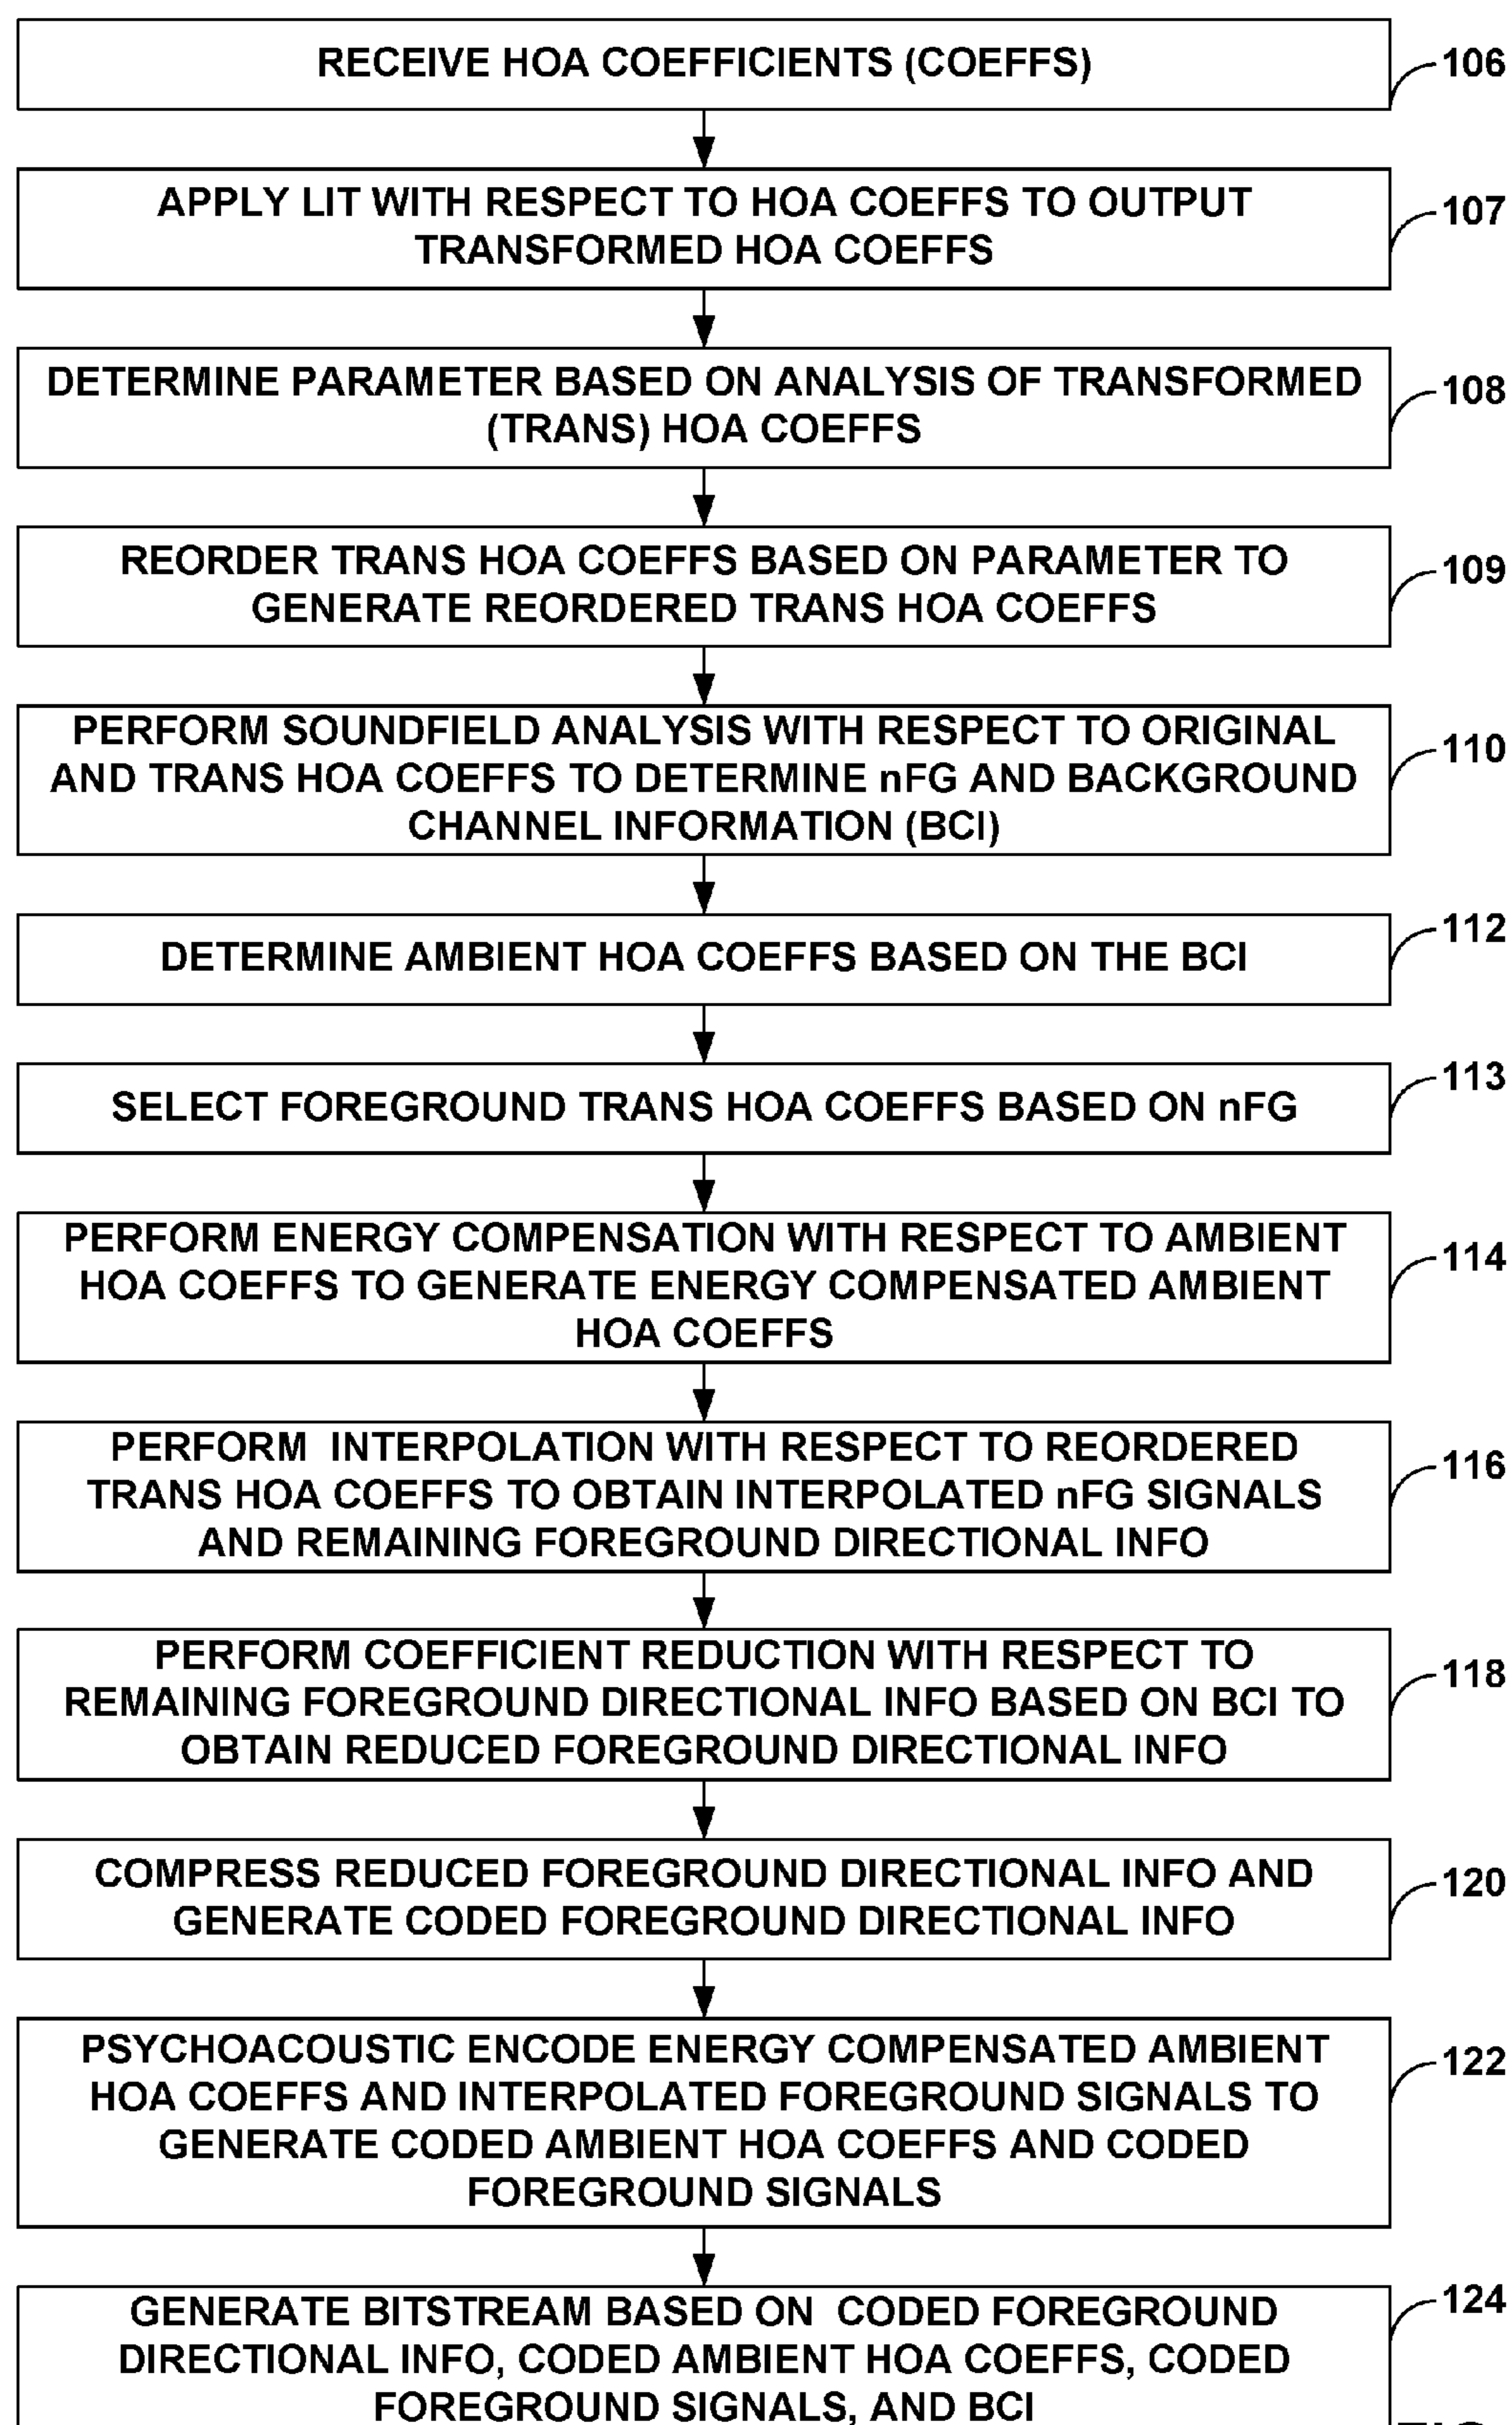 RECEIVE HOA COEFFICIENTS (COEFFS)
106
APPLY LIT WITH RESPECT TO HOA COEFFS TO OUTPUT
TRANSFORMED HOA COEFFS
107
DETERMINE PARAMETER BASED ON ANALYSIS OF TRANSFORMED
(TRANS) HOA COEFFS
108
REORDER TRANS HOA COEFFS BASED ON PARAMETER TO
GENERATE REORDERED TRANS HOA COEFFS
109
PERFORM SOUNDFIELD ANALYSIS WITH RESPECT TO ORIGINAL
AND TRANS HOA COEFFS TO DETERMINE nFG AND BACKGROUND
CHANNEL INFORMATION (BCI)
110
DETERMINE AMBIENT HOA COEFFS BASED ON THE BCI
112
SELECT FOREGROUND TRANS HOA COEFFS BASED ON nFG
113
PERFORM ENERGY COMPENSATION WITH RESPECT TO AMBIENT
HOA COEFFS TO GENERATE ENERGY COMPENSATED AMBIENT
HOA COEFFS
114
PERFORM INTERPOLATION WITH RESPECT TO REORDERED
TRANS HOA COEFFS TO OBTAIN INTERPOLATED nFG SIGNALS
AND REMAINING FOREGROUND DIRECTIONAL INFO
116
PERFORM COEFFICIENT REDUCTION WITH RESPECT TO
REMAINING FOREGROUND DIRECTIONAL INFO BASED ON BCI TO
OBTAIN REDUCED FOREGROUND DIRECTIONAL INFO
118
COMPRESS REDUCED FOREGROUND DIRECTIONAL INFO AND
GENERATE CODED FOREGROUND DIRECTIONAL INFO
120
PSYCHOACOUSTIC ENCODE ENERGY COMPENSATED AMBIENT
HOA COEFFS AND INTERPOLATED FOREGROUND SIGNALS TO
GENERATE CODED AMBIENT HOA COEFFS AND CODED
FOREGROUND SIGNALS
122
GENERATE BITSTREAM BASED ON CODED FOREGROUND
DIRECTIONAL INFO, CODED AMBIENT HOA COEFFS, CODED
FOREGROUND SIGNALS, AND BCI
124